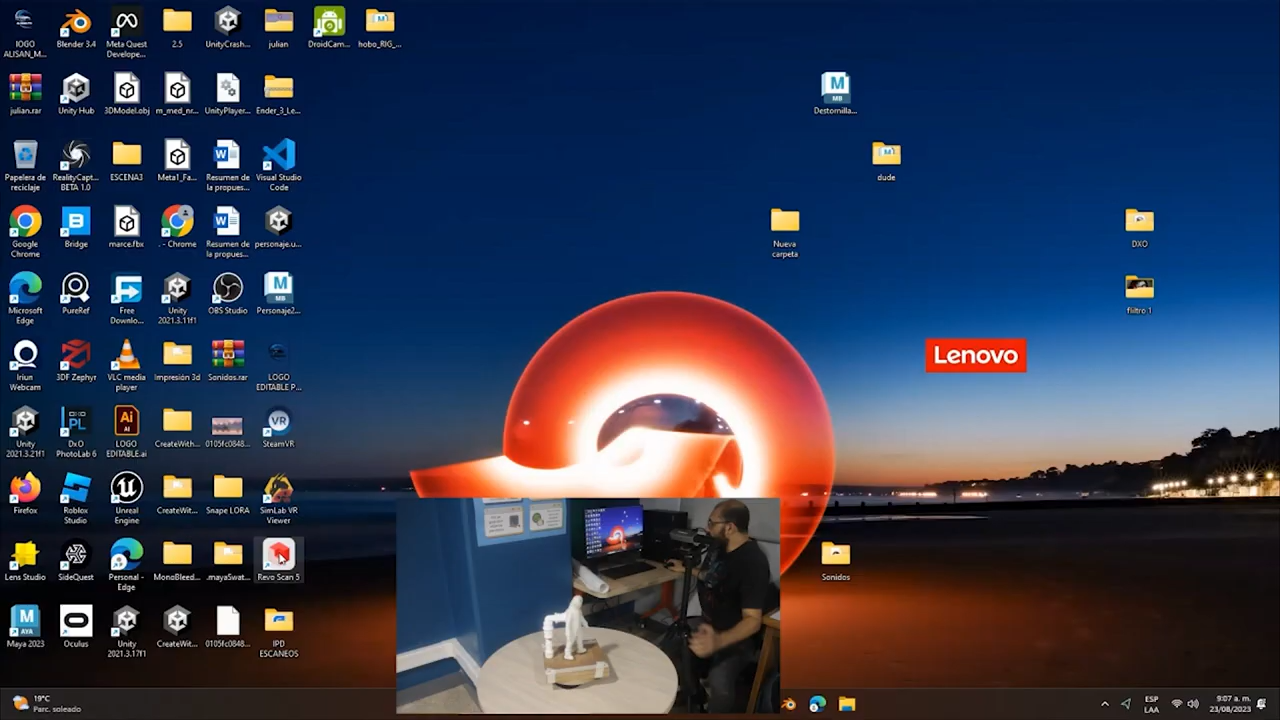 lOGO
ALISAN_M...
Blender 3.4
Meta Quest
Develope...
2.5
UnityCrash...
julian
DroidCam...
hobo_RIG_...
julian.rar
Unity Hub
3DModel.obj
m_med_nr...
UnityPlayer...
Ender_3_Le...
Destornilla...
Papelera de
reciclaje
RealityCapt...
BETA 1.0
ESCENA3
Meta1_Fa...
Resumen de
la propues...
Visual Studio
Code
dude
Google
Chrome
Bridge
marce.fbx
. - Chrome
Resumen de
la propues...
personaje.u...
Nueva
carpeta
DXO
Microsoft
Edge
PureRef
Free
Downlo...
Unity
2021.3.11f1
OBS Studio
Personaje2...
filtro 1
Iriun
Webcam
3DF Zephyr
VLC media
player
Impresión 3d
Sonidos.rar
LOGO
EDITABLE P...
Lenovo
Unity
2021.3.21f1
DxO
PhotoLab 6
LOGO
EDITABLE.ai
CreateWith...
0105fc0848...
SteamVR
Firefox
Roblox
Studio
Unreal
Engine
CreateWit...
Snape LORA
SimLab VR
Viewer
Lens Studio
SideQuest
Personal -
Edge
MonoBleed...
.mayaSwat...
Revo Scan 5
Sonidos
Maya 2023
Oculus
Unity
2021.3.17f1
CreateWit...
0105fc0848...
IPD
ESCANEOS
19°C
Parc. soleado
ESP
LAA
9:07 a. m.
23/08/2023